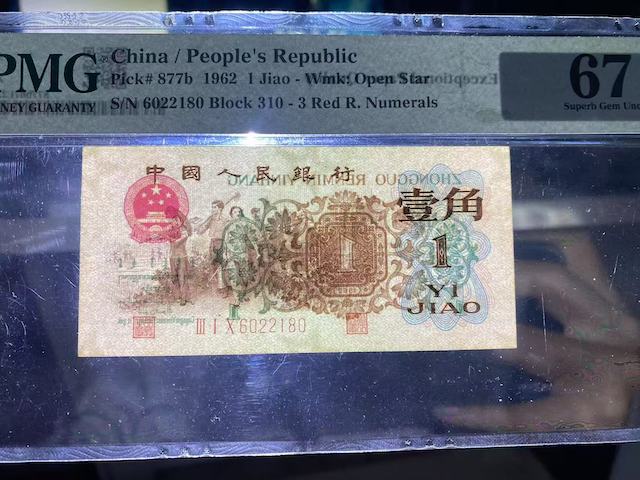 PMG
NEY GUARANTY
China / People's Republic
Pick# 877b 1962 1 Jiao - Wmk: Open Star
S/N 6022180 Block 310 - 3 Red R. Numerals
67
Superb Gem Unc
中國人民銀行
ZHONGGUO RENMIN YINHANG
壹角
1
1
YI
JIAO
III I X 6022180